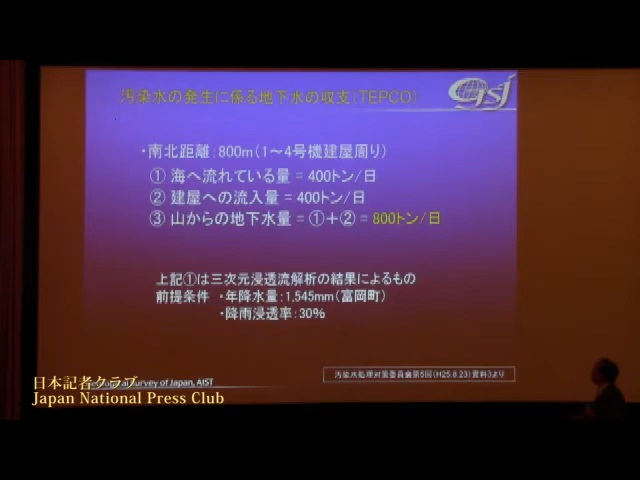 汚染水の発生に係る地下水の収支（TEPCO）
gsj
・南北距離：800m（1～4号機建屋周り）
① 海へ流れている量 = 400トン/日
② 建屋への流入量 = 400トン/日
③ 山からの地下水量 = ①＋② = 800トン/日
上記①は三次元浸透流解析の結果によるもの
前提条件 ・年降水量：1,545mm（富岡町）
・降雨浸透率：30%
汚染水処理対策委員会第5回（H25.8.23）資料3より
Survey of Japan, AIST
日本記者クラブ
Japan National Press Club